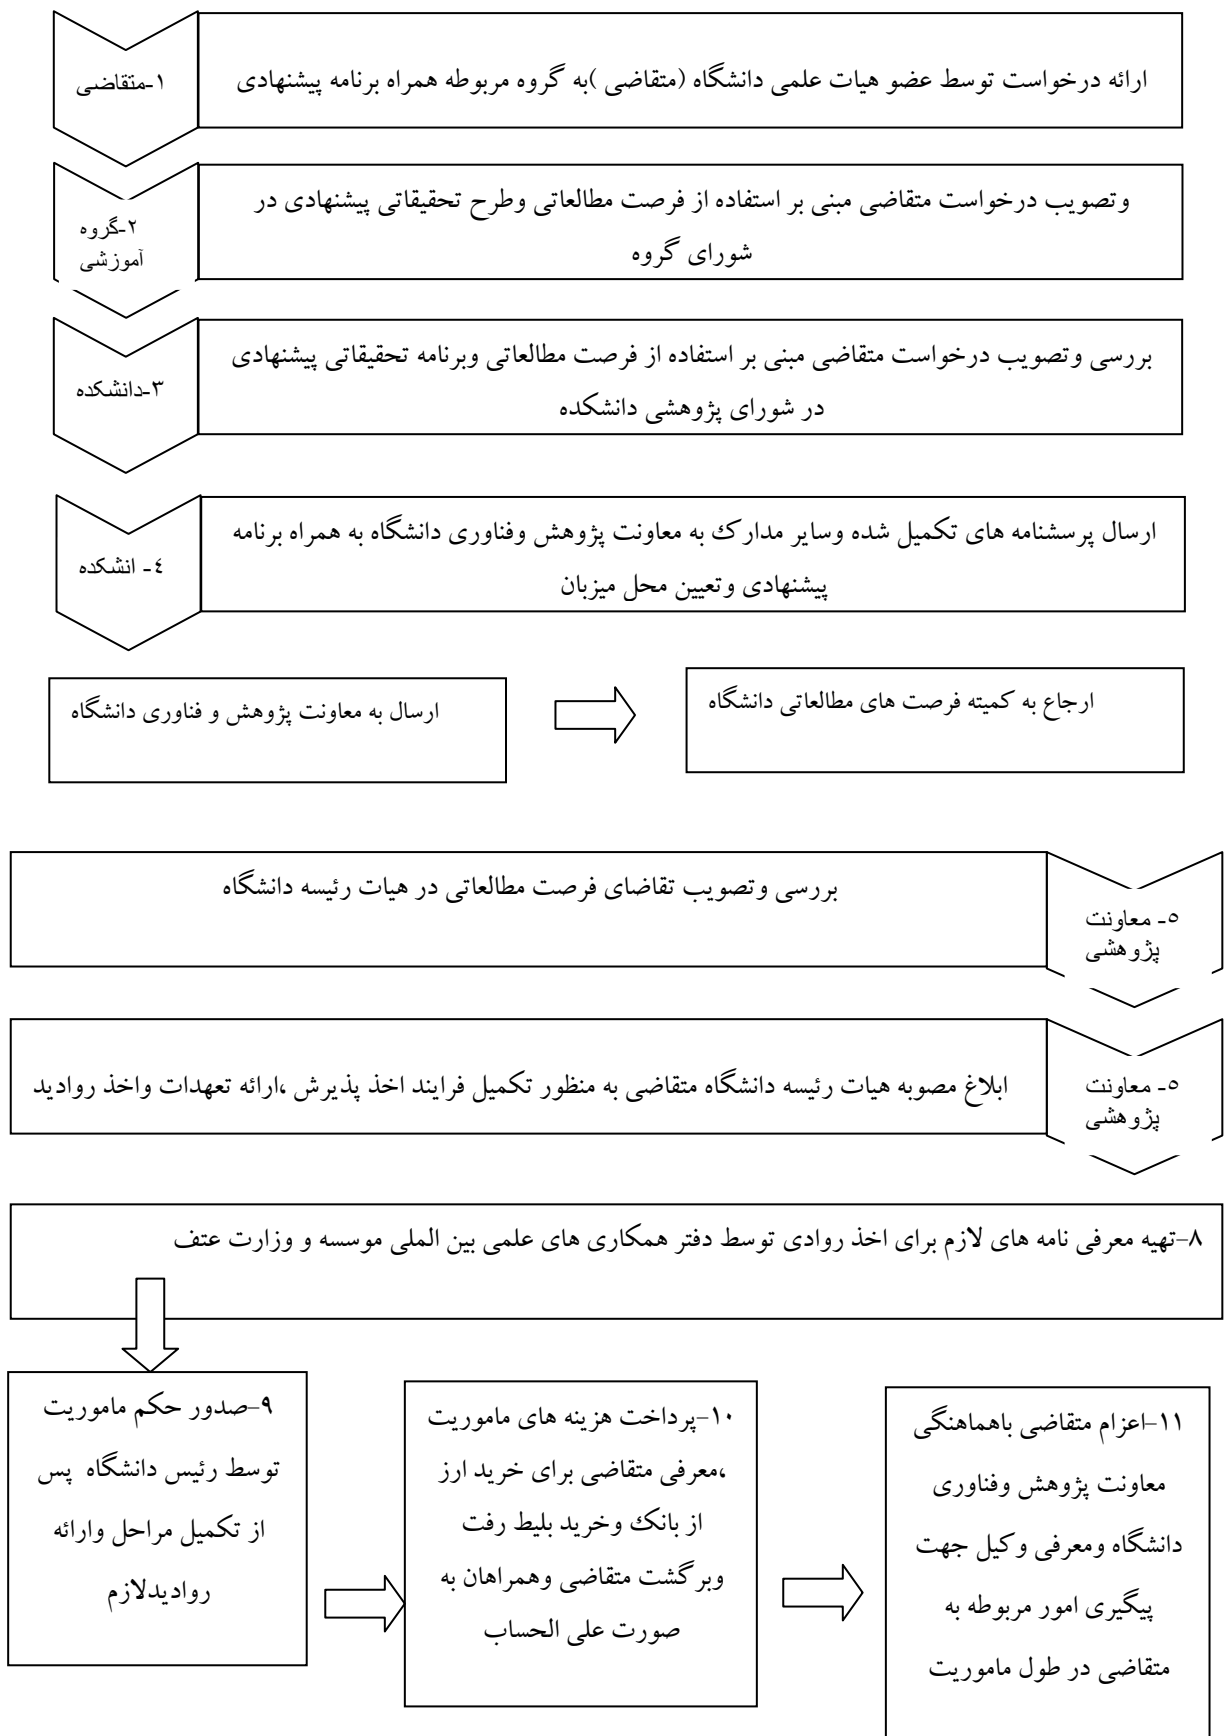 ۱-متقاضی
ارائه درخواست توسط عضو هیات علمی دانشگاه (متقاضی )به گروه مربوطه همراه برنامه پیشنهادی
۲-گروه
آموزشی
وتصویب درخواست متقاضی مبنی بر استفاده از فرصت مطالعاتی وطرح تحقیقاتی پیشنهادی در
شورای گروه
۳-دانشکده
بررسی وتصویب درخواست متقاضی مبنی بر استفاده از فرصت مطالعاتی وبرنامه تحقیقاتی پیشنهادی
در شورای پژوهشی دانشکده
٤- انشکده
ارسال پرسشنامه های تکمیل شده وسایر مدارک به معاونت پژوهش وفناوری دانشگاه به همراه برنامه
پیشنهادی وتعیین محل میزبان
ارسال به معاونت پژوهش و فناوری دانشگاه
ارجاع به کمیته فرصت های مطالعاتی دانشگاه
٥- معاونت
پژوهشی
بررسی وتصویب تقاضای فرصت مطالعاتی در هیات رئیسه دانشگاه
٥- معاونت
پژوهشی
ابلاغ مصوبه هیات رئیسه دانشگاه متقاضی به منظور تکمیل فرایند اخذ پذیرش ،ارائه تعهدات واخذ روادید
۸-تهیه معرفی نامه های لازم برای اخذ روادی توسط دفتر همکاری های علمی بین المللی موسسه و وزارت عتف
۹-صدور حکم ماموریت
توسط رئیس دانشگاه پس
از تکمیل مراحل وارائه
روادیدلازم
۱۰-پرداخت هزینه های ماموریت
،معرفی متقاضی برای خرید ارز
از بانک وخرید بلیط رفت
وبرگشت متقاضی وهمراهان به
صورت علی الحساب
۱۱-اعزام متقاضی باهماهنگی
معاونت پژوهش وفناوری
دانشگاه ومعرفی وکیل جهت
پیگیری امور مربوطه به
متقاضی در طول ماموریت